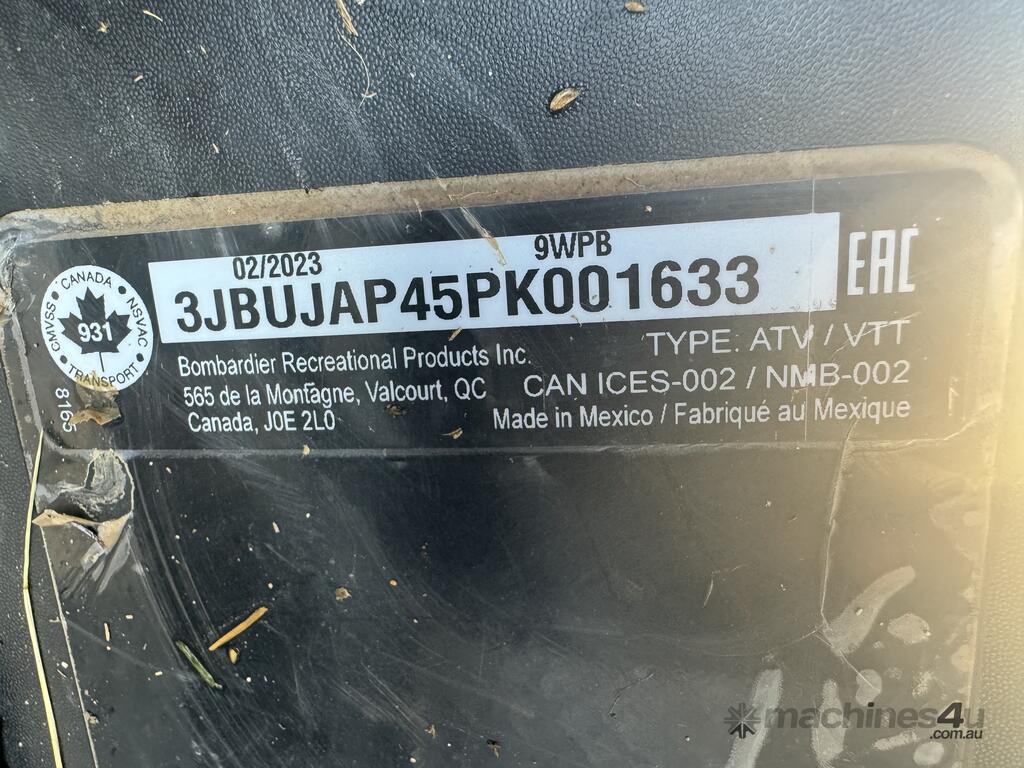 02/2023 9WPB
3JBUJAP45PK001633
EAC
CANADA
CMVSS · NSVAC
931
TRANSPORT
Bombardier Recreational Products Inc.
565 de la Montagne, Valcourt, QC
Canada, J0E 2L0
TYPE: ATV / VTT
CAN ICES-002 / NMB-002
Made in Mexico / Fabriqué au Mexique
machines4u
.com.au